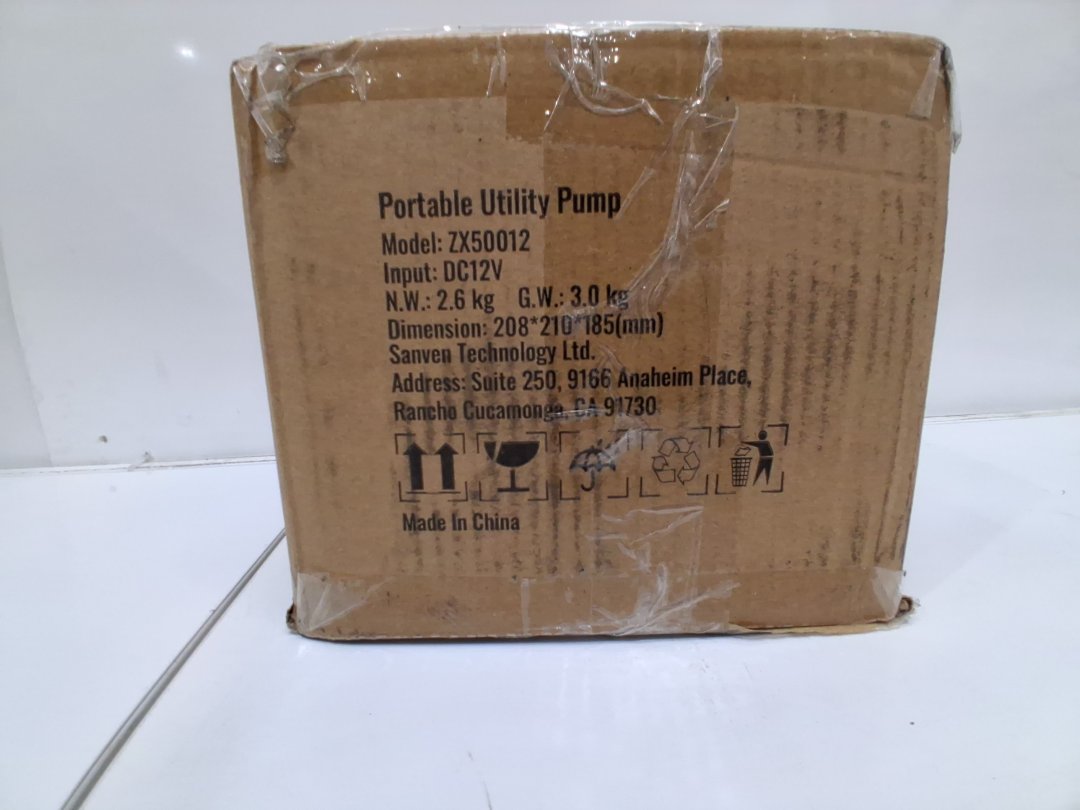 Portable Utility Pump
Model: ZX50012
Input: DC12V
N.W.: 2.6 kg G.W.: 3.0 kg
Dimension: 208*210*185(mm)
Sanven Technology Ltd.
Address: Suite 250, 9166 Anaheim Place,
Rancho Cucamonga, CA 91730
Made In China